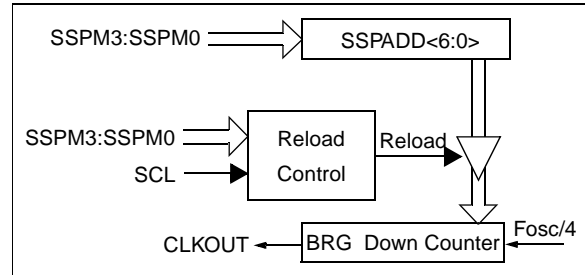 SSPM3:SSPM0
SSPADD<6:0>
SSPM3:SSPM0
SCL
Reload
Control
Reload
CLKOUT
BRG Down Counter
Fosc/4